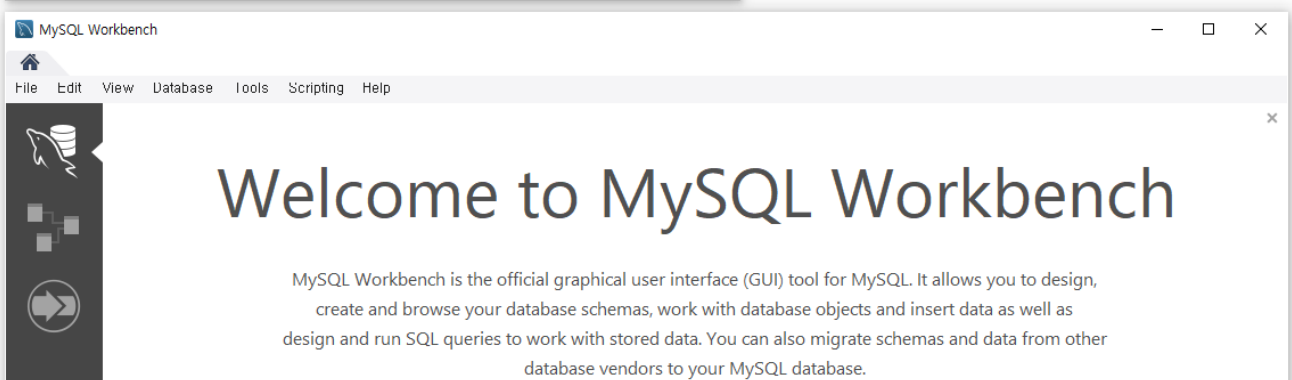 MySQL Workbench
File Edit View Database Tools Scripting Help
Welcome to MySQL Workbench
MySQL Workbench is the official graphical user interface (GUI) tool for MySQL. It allows you to design,
create and browse your database schemas, work with database objects and insert data as well as
design and run SQL queries to work with stored data. You can also migrate schemas and data from other
database vendors to your MySQL database.